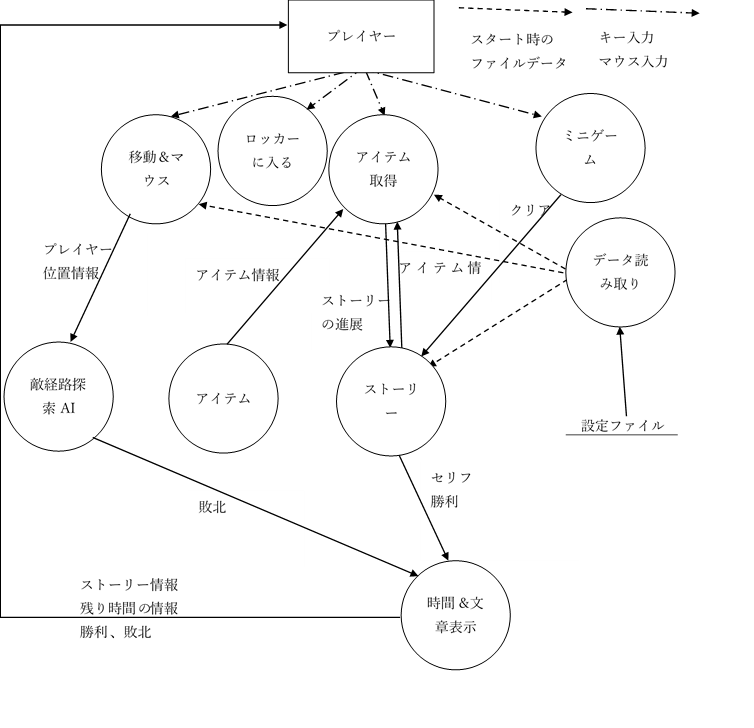 プレイヤー
スタート時の
ファイルデータ
キー入力
マウス入力
移動＆マ
ウス
ロッカー
に入る
アイテム
取得
ミニゲー
ム
クリア
プレイヤー
位置情報
アイテム情報
アイテム情
ストーリー
の進展
データ読
み取り
敵経路探
索 AI
アイテム
ストーリ
ー
設定ファイル
敗北
セリフ
勝利
ストーリー情報
残り時間の情報
勝利、敗北
時間 &文
章表示